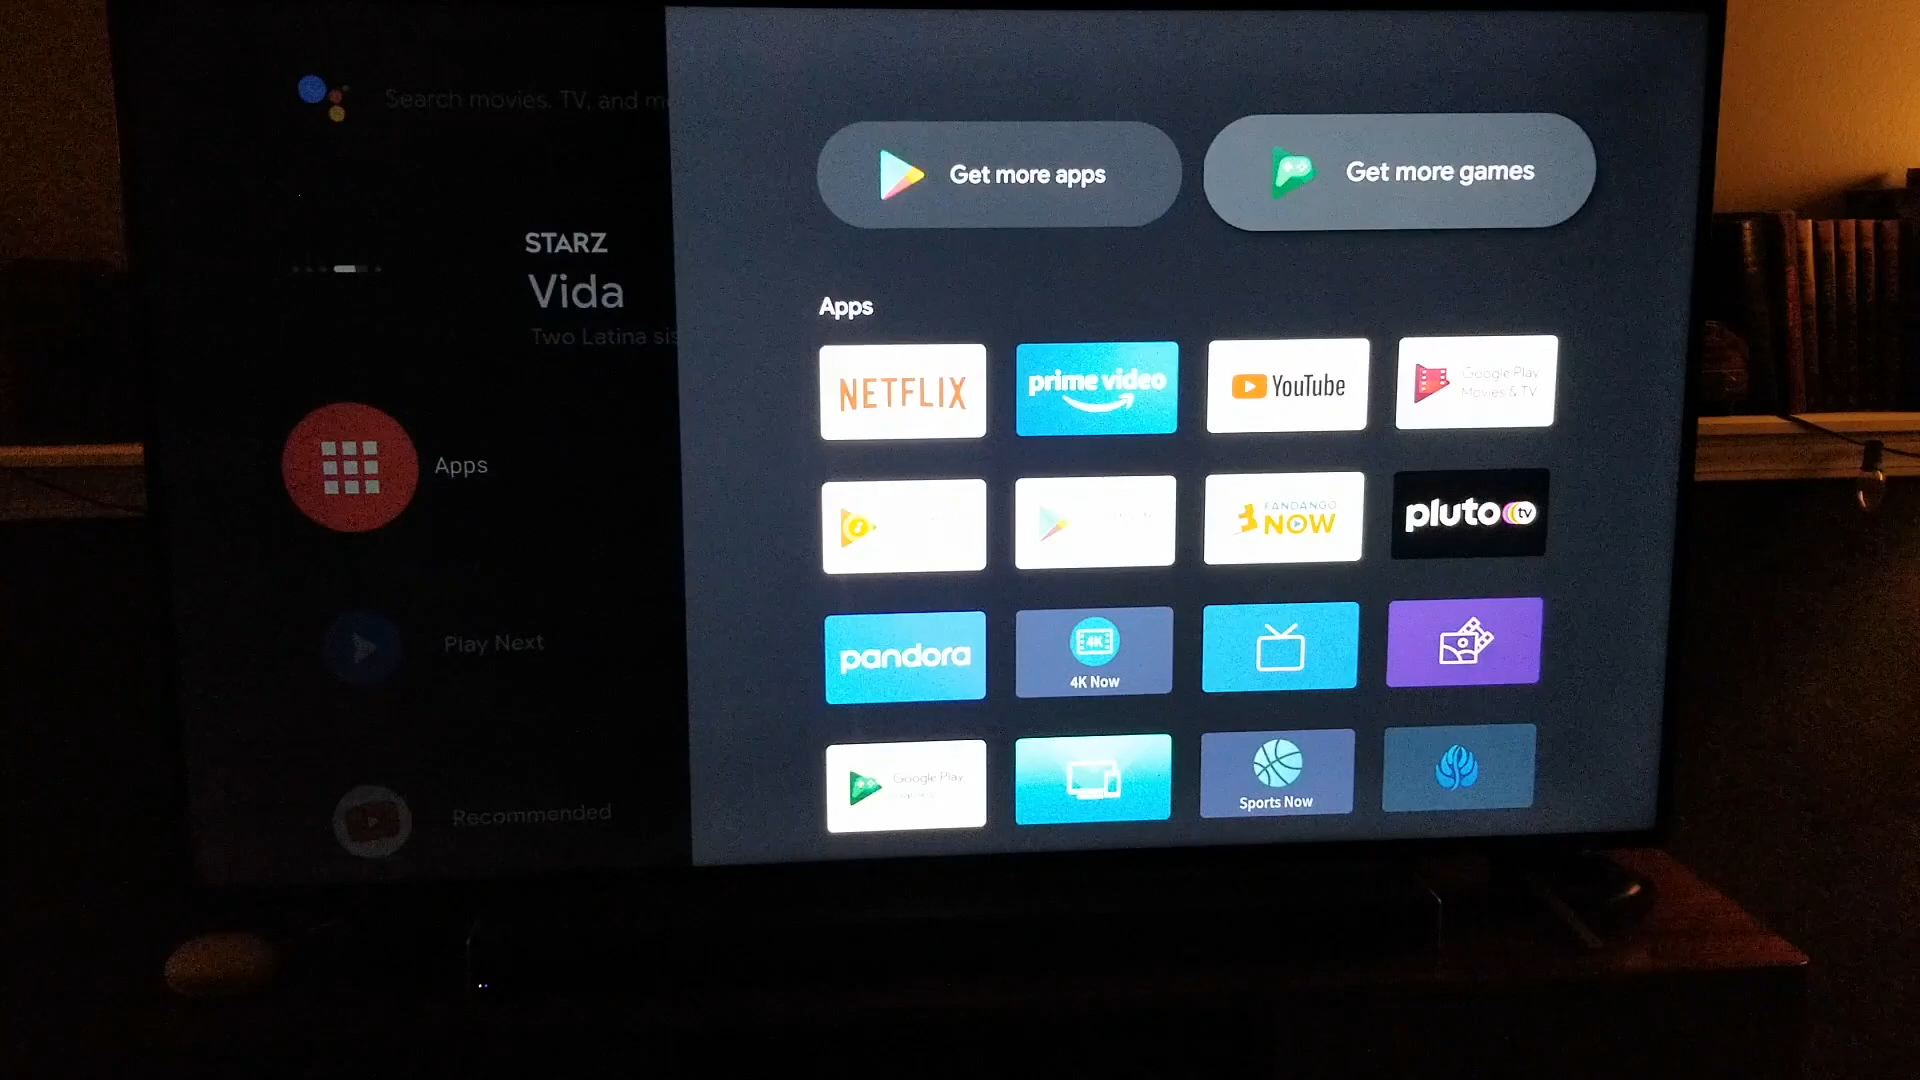 Search movies, TV, and m
STARZ
Vida
Two Latina sis
Apps
Play Next
Recommended
Get more apps
Get more games
Apps
NETFLIX
prime video
YouTube
Google Play
Movies & TV
FANDANGO
NOW
pluto tv
pandora
4K
4K Now
Google Play
Sports Now